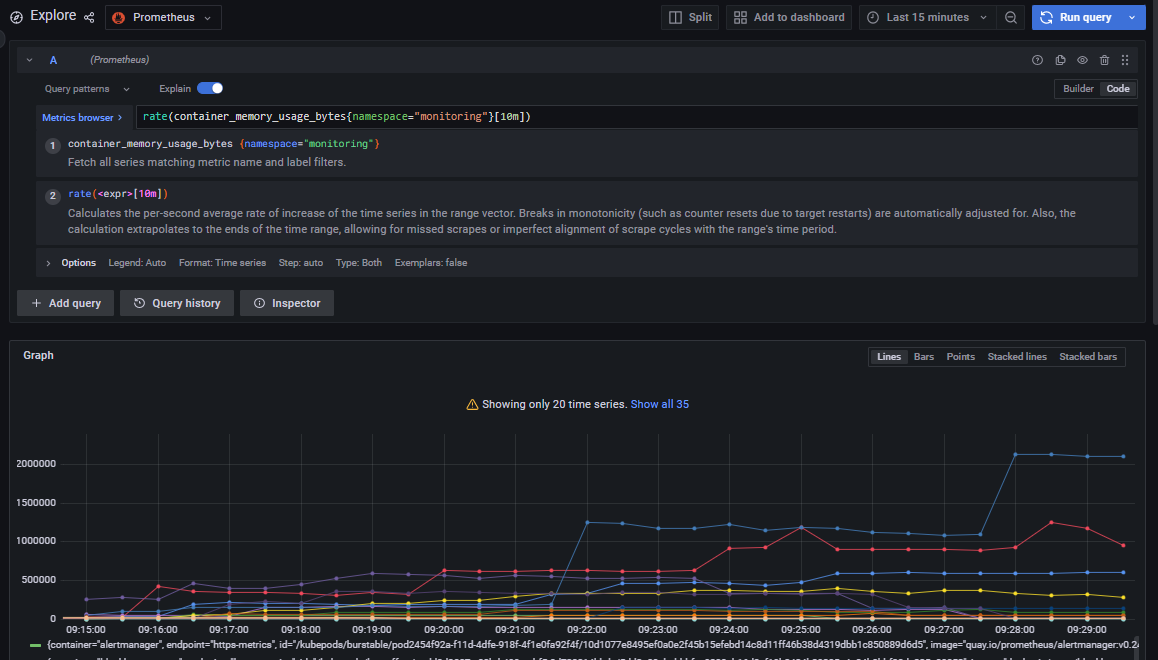 Explore Prometheus Split Add to dashboard Last 15 minutes Run query
A (Prometheus)
Query patterns Explain Builder Code
Metrics browser > rate(container_memory_usage_bytes{namespace="monitoring"}[10m])
1 container_memory_usage_bytes {namespace="monitoring"}
Fetch all series matching metric name and label filters.
2 rate(<expr>[10m])
Calculates the per-second average rate of increase of the time series in the range vector. Breaks in monotonicity (such as counter resets due to target restarts) are automatically adjusted for. Also, the
calculation extrapolates to the ends of the time range, allowing for missed scrapes or imperfect alignment of scrape cycles with the range's time period.
> Options Legend: Auto Format: Time series Step: auto Type: Both Exemplars: false
+ Add query Query history Inspector
Graph Lines Bars Points Stacked lines Stacked bars
Showing only 20 time series. Show all 35
2000000
1500000
1000000
500000
0
09:15:00 09:16:00 09:17:00 09:18:00 09:19:00 09:20:00 09:21:00 09:22:00 09:23:00 09:24:00 09:25:00 09:26:00 09:27:00 09:28:00 09:29:00
{container="alertmanager", endpoint="https-metrics", id="/kubepods/burstable/pod2454f92a-f11d-4dfe-918f-4f1e0fa92f4f/10d1077e8495ef0a0e2f45b15efebd14c8d11ff46b38d4319dbb1c850889d6d5", image="quay.io/prometheus/alertmanager:v0.24